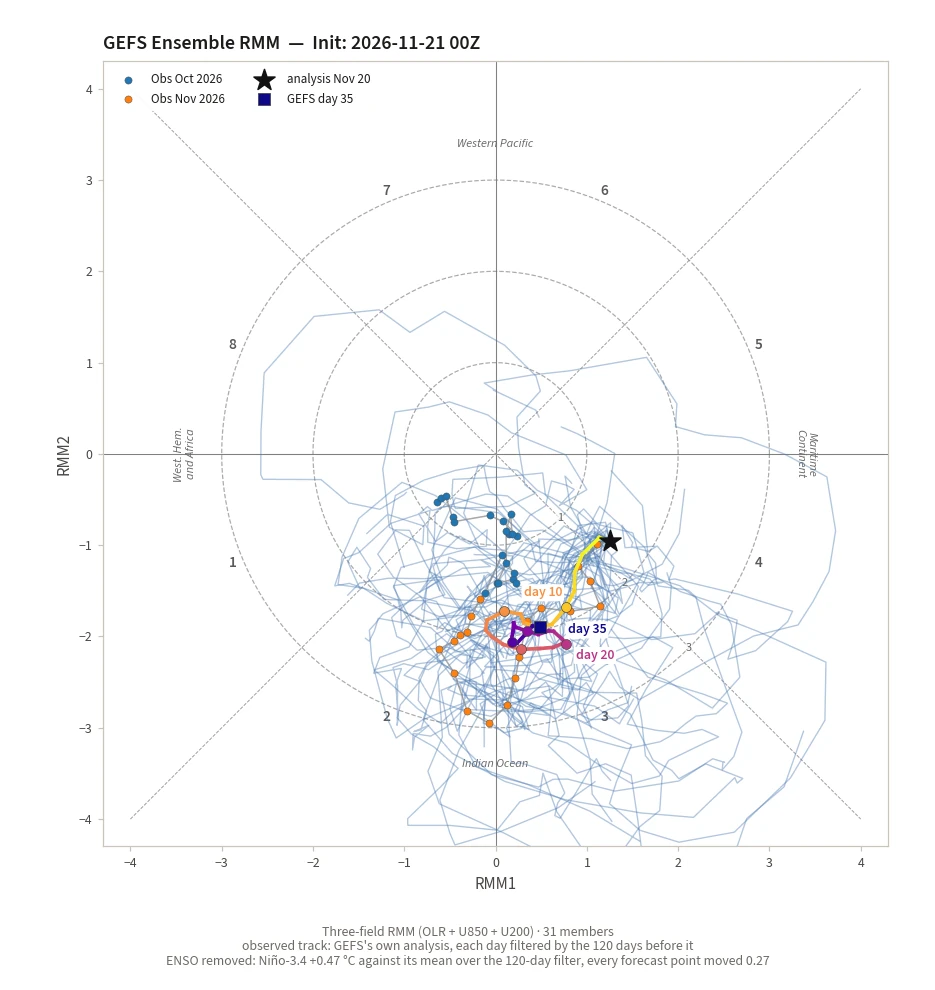 GEFS Ensemble RMM — Init: 2026-11-21 00Z
Obs Oct 2026
Obs Nov 2026
analysis Nov 20
GEFS day 35
Western Pacific
7
6
8
5
West. Hem.
and Africa
Maritime
Continent
1
4
2
3
1
2
3
day 10
day 35
day 20
Indian Ocean
RMM2
4
3
2
1
0
−1
−2
−3
−4
−4
−3
−2
−1
0
1
2
3
4
RMM1
Three-field RMM (OLR + U850 + U200) · 31 members
observed track: GEFS's own analysis, each day filtered by the 120 days before it
ENSO removed: Niño-3.4 +0.47 °C against its mean over the 120-day filter, every forecast point moved 0.27